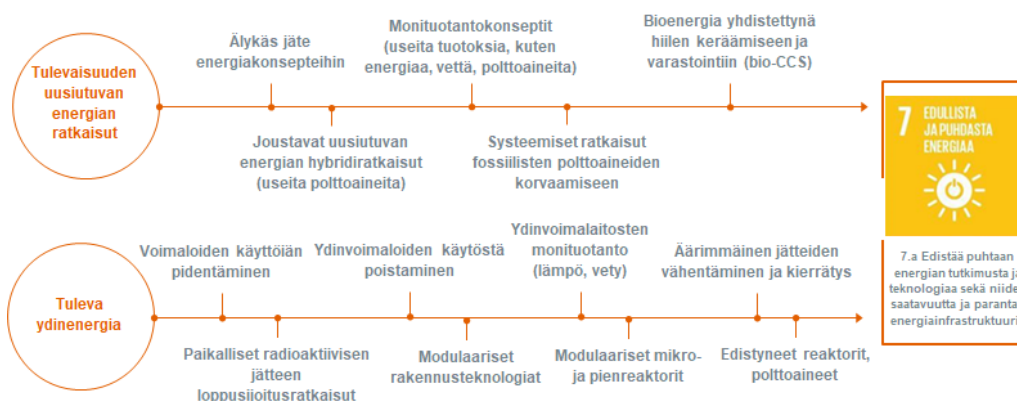 Tulevaisuuden
uusiutuvan
energian
ratkaisut
Älykäs jäte
energiakonsepteihin
Joustavat uusiutuvan
energian hybridiratkaisut
(useita polttoaineita)
Monituotantokonseptit
(useita tuotoksia, kuten
energiaa, vettä, polttoaineita)
Systeemiset ratkaisut
fossiilisten polttoaineiden
korvaamiseen
Bioenergia yhdistettynä
hiilen keräämiseen ja
varastointiin (bio-CCS)
Tuleva
ydinenergia
Voimaloiden käyttöiän
pidentäminen
Paikalliset radioaktiivisen
jätteen
loppusijoitusratkaisut
Ydinvoimaloiden käytöstä
poistaminen
Modulaariset
rakennusteknologiat
Ydinvoimalaitosten
monituotanto
(lämpö, vety)
Modulaariset mikro-
ja pienreaktorit
Äärimmäinen jätteiden
vähentäminen ja kierrätys
Edistyneet reaktorit,
polttoaineet
7 EDULLISTA
JA PUHDASTA
ENERGIAA
7.a Edistää puhtaan
energian tutkimusta ja
teknologiaa sekä niide
saatavuutta ja paranta
energiainfrastruktuuri